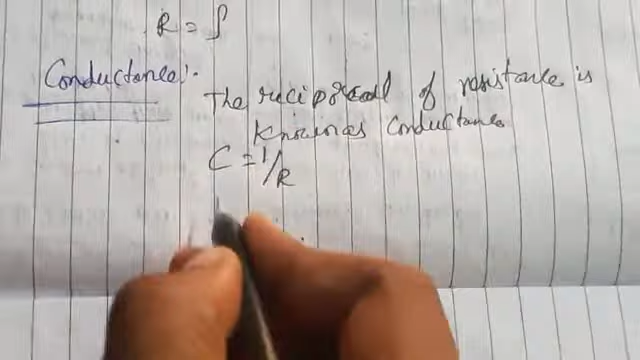 R = ρ
Conductance:-
The reciprocal of resistance is
Known as conductance
C = 1/R